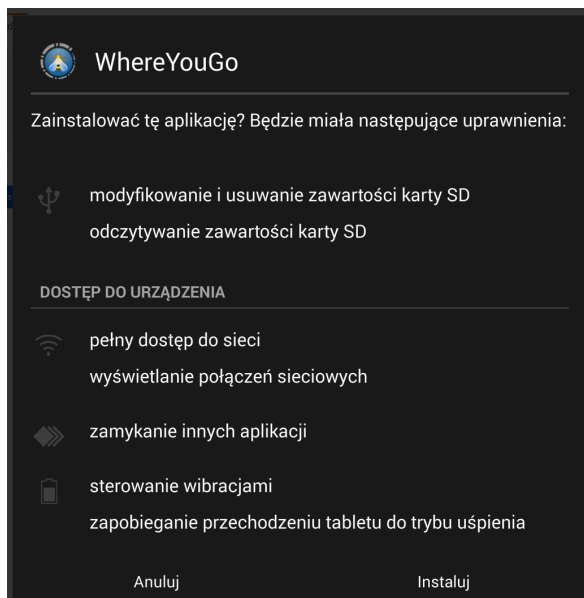 WhereYouGo
Zainstalować tę aplikację? Będzie miała następujące uprawnienia:
modyfikowanie i usuwanie zawartości karty SD
odczytywanie zawartości karty SD
DOSTĘP DO URZĄDZENIA
pełny dostęp do sieci
wyświetlanie połączeń sieciowych
zamykanie innych aplikacji
sterowanie wibracjami
zapobieganie przechodzeniu tabletu do trybu uśpienia
Anuluj
Instaluj